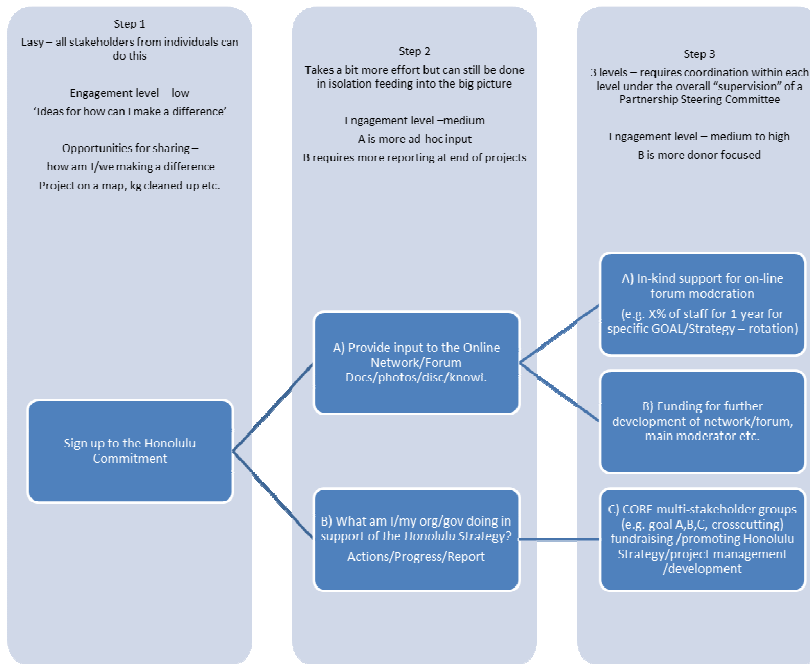 Step 1
Easy – all stakeholders from individuals can
do this
Engagement level – low
‘Ideas for how can I make a difference’
Opportunities for sharing –
how am I/we making a difference
Project on a map, kg cleaned up etc.
Step 2
Takes a bit more effort but can still be done
in isolation feeding into the big picture
Engagement level –medium
A is more ad-hoc input
B requires more reporting at end of projects
Step 3
3 levels – requires coordination within each
level under the overall “supervision” of a
Partnership Steering Committee
Engagement level – medium to high
B is more donor focused
Sign up to the Honolulu
Commitment
A) Provide input to the Online
Network/Forum
Docs/photos/disc/knowl.
B) What am I/my org/gov doing in
support of the Honolulu Strategy?
Actions/Progress/Report
A) In-kind support for on-line
forum moderation
(e.g. X% of staff for 1 year for
specific GOAL/Strategy – rotation)
B) Funding for further
development of network/forum,
main moderator etc.
C) CORE multi-stakeholder groups
(e.g. goal A,B,C, crosscutting)
fundraising /promoting Honolulu
Strategy/project management
/development